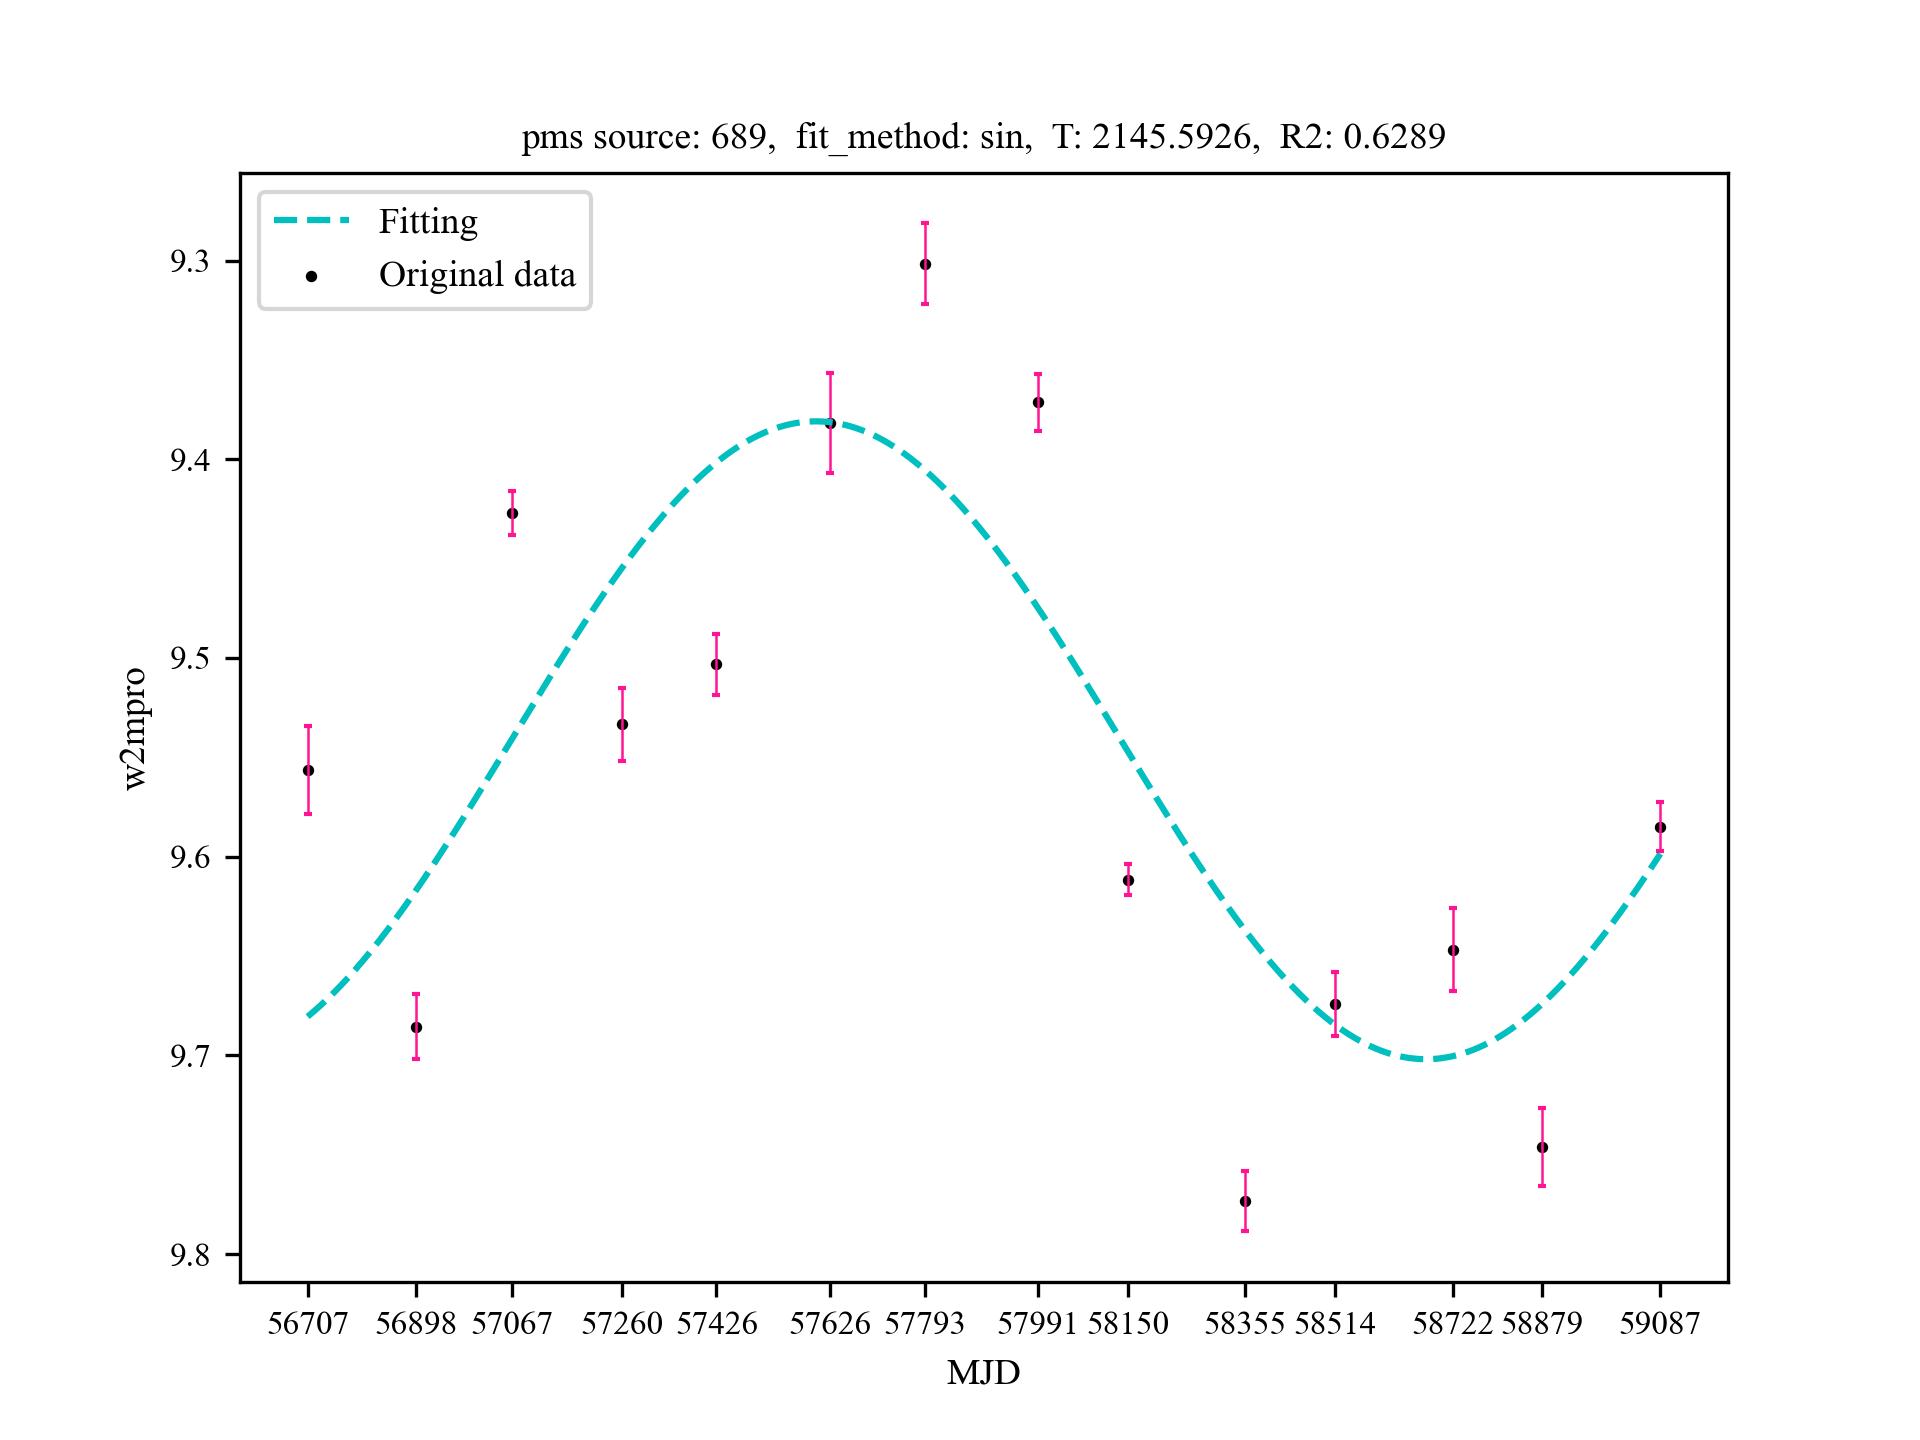 pms source: 689,  fit_method: sin,  T: 2145.5926,  R2: 0.6289
Fitting
Original data
9.3
9.4
9.5
9.6
9.7
9.8
w2mpro
56707 56898 57067 57260 57426 57626 57793 57991 58150 58355 58514 58722 58879 59087
MJD